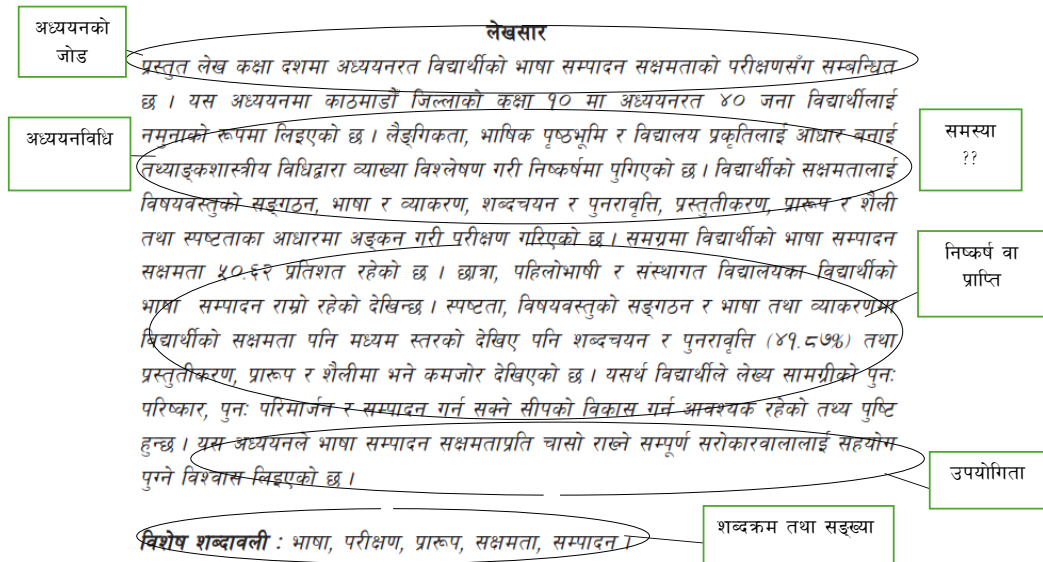 अध्ययनको
जोड
लेखसार
प्रस्तुत लेख कक्षा दशमा अध्ययनरत विद्यार्थीको भाषा सम्पादन सक्षमताको परीक्षणसँग सम्बन्धित
छ । यस अध्ययनमा काठमाडौँ जिल्लाको कक्षा १० मा अध्ययनरत ४० जना विद्यार्थीलाई
नमुनाको रूपमा लिइएको छ । लैङ्गिकता, भाषिक पृष्ठभूमि र विद्यालय प्रकृतिलाई आधार बनाई
तथ्याङ्कशास्त्रीय विधिद्वारा व्याख्या विश्लेषण गरी निष्कर्षमा पुगिएको छ । विद्यार्थीको सक्षमतालाई
विषयवस्तुको सङ्गठन, भाषा र व्याकरण, शब्दचयन र पुनरावृत्ति, प्रस्तुतीकरण, प्रारूप र शैली
तथा स्पष्टताका आधारमा अङ्कन गरी परीक्षण गरिएको छ । समग्रमा विद्यार्थीको भाषा सम्पादन
सक्षमता ५०.६२ प्रतिशत रहेको छ । छात्रा, पहिलोभाषी र संस्थागत विद्यालयका विद्यार्थीको
भाषा सम्पादन राम्रो रहेको देखिन्छ । स्पष्टता, विषयवस्तुको सङ्गठन र भाषा तथा व्याकरणमा
विद्यार्थीको सक्षमता पनि मध्यम स्तरको देखिए पनि शब्दचयन र पुनरावृत्ति (४१.८७%) तथा
प्रस्तुतीकरण, प्रारूप र शैलीमा भने कमजोर देखिएको छ । यसर्थ विद्यार्थीले लेख्य सामग्रीको पुनः
परिष्कार, पुनः परिमार्जन र सम्पादन गर्न सक्ने सीपको विकास गर्न आवश्यक रहेको तथ्य पुष्टि
हुन्छ । यस अध्ययनले भाषा सम्पादन सक्षमताप्रति चासो राख्ने सम्पूर्ण सरोकारवालालाई सहयोग
पुग्ने विश्वास लिइएको छ ।
विशेष शब्दावली : भाषा, परीक्षण, प्रारूप, सक्षमता, सम्पादन ।
अध्ययनविधि
समस्या
??
निष्कर्ष वा
प्राप्ति
उपयोगिता
शब्दक्रम तथा सङ्ख्या